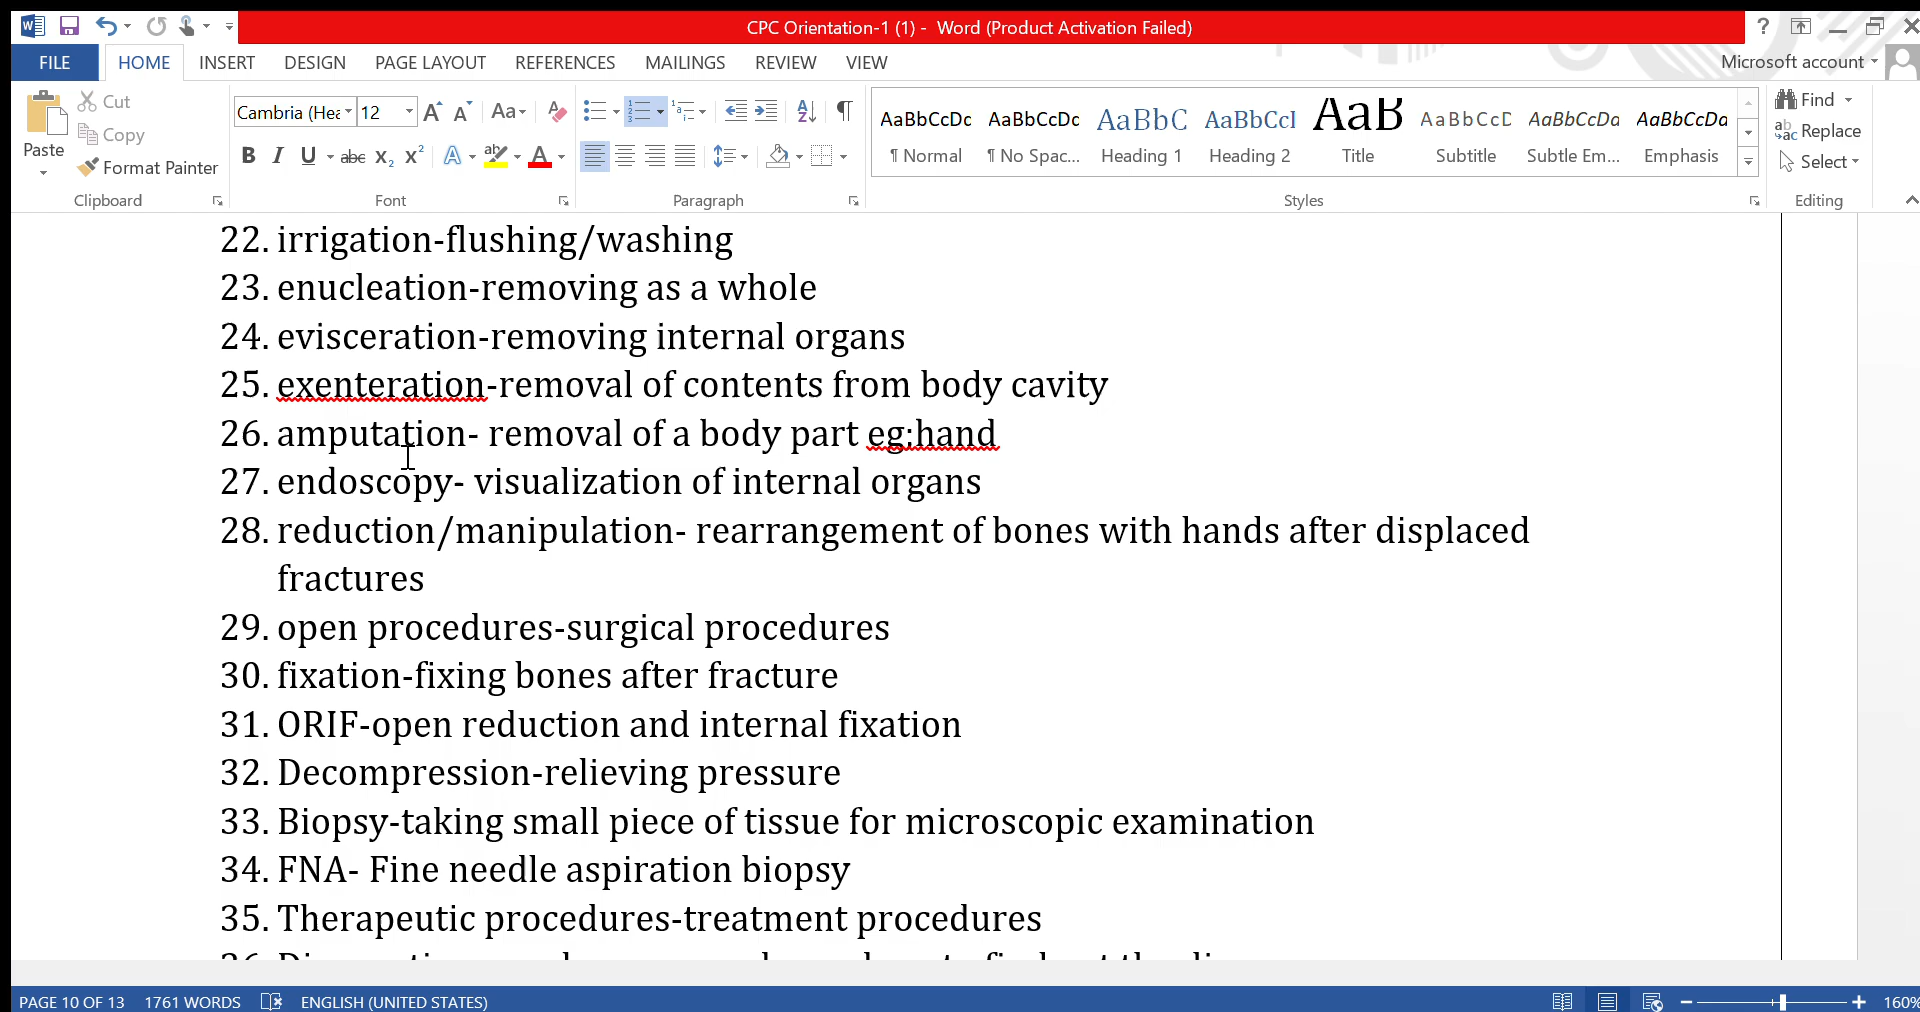 CPC Orientation-1 (1) - Word (Product Activation Failed)
FILE HOME INSERT DESIGN PAGE LAYOUT REFERENCES MAILINGS REVIEW VIEW Microsoft account
Paste Cut Copy Format Painter
Cambria (Hea 12
AaBbCcDc AaBbCcDc AaBbC AaBbCcI AaB AaBbCcD AaBbCcDa AaBbCcDa
¶ Normal ¶ No Spac... Heading 1 Heading 2 Title Subtitle Subtle Em... Emphasis
Find Replace Select
Clipboard Font Paragraph Styles Editing
22. irrigation-flushing/washing
23. enucleation-removing as a whole
24. evisceration-removing internal organs
25. exenteration-removal of contents from body cavity
26. amputation- removal of a body part eg:hand
27. endoscopy- visualization of internal organs
28. reduction/manipulation- rearrangement of bones with hands after displaced
fractures
29. open procedures-surgical procedures
30. fixation-fixing bones after fracture
31. ORIF-open reduction and internal fixation
32. Decompression-relieving pressure
33. Biopsy-taking small piece of tissue for microscopic examination
34. FNA- Fine needle aspiration biopsy
35. Therapeutic procedures-treatment procedures
PAGE 10 OF 13 1761 WORDS ENGLISH (UNITED STATES) 160%